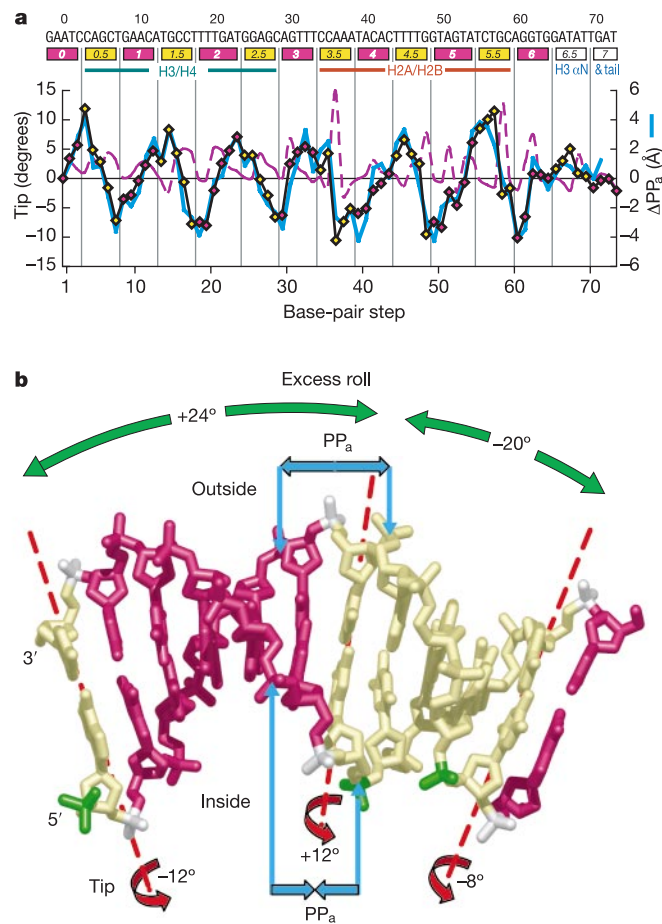 a
0 10 20 30 40 50 60 70
GAATCCAGCTGAACATGCCTTTTGATGGAGCAGTTTCCAAATACACTTTTGGTAGTATCTGCAGGTGGATATTGAT
0 0.5 1 1.5 2 2.5 3 3.5 4 4.5 5 5.5 6 6.5 7
H3/H4 H2A/H2B H3 αN & tail
15 6
10 4
5 2
0 0
–5 –2
–10 –4
–15 –6
Tip (degrees)
ΔPPa (Å)
1 10 20 30 40 50 60 70
Base-pair step
b
Excess roll
+24º
–20º
PPa
Outside
3′
Inside
5′
+12°
–12°
–8°
Tip
PPa